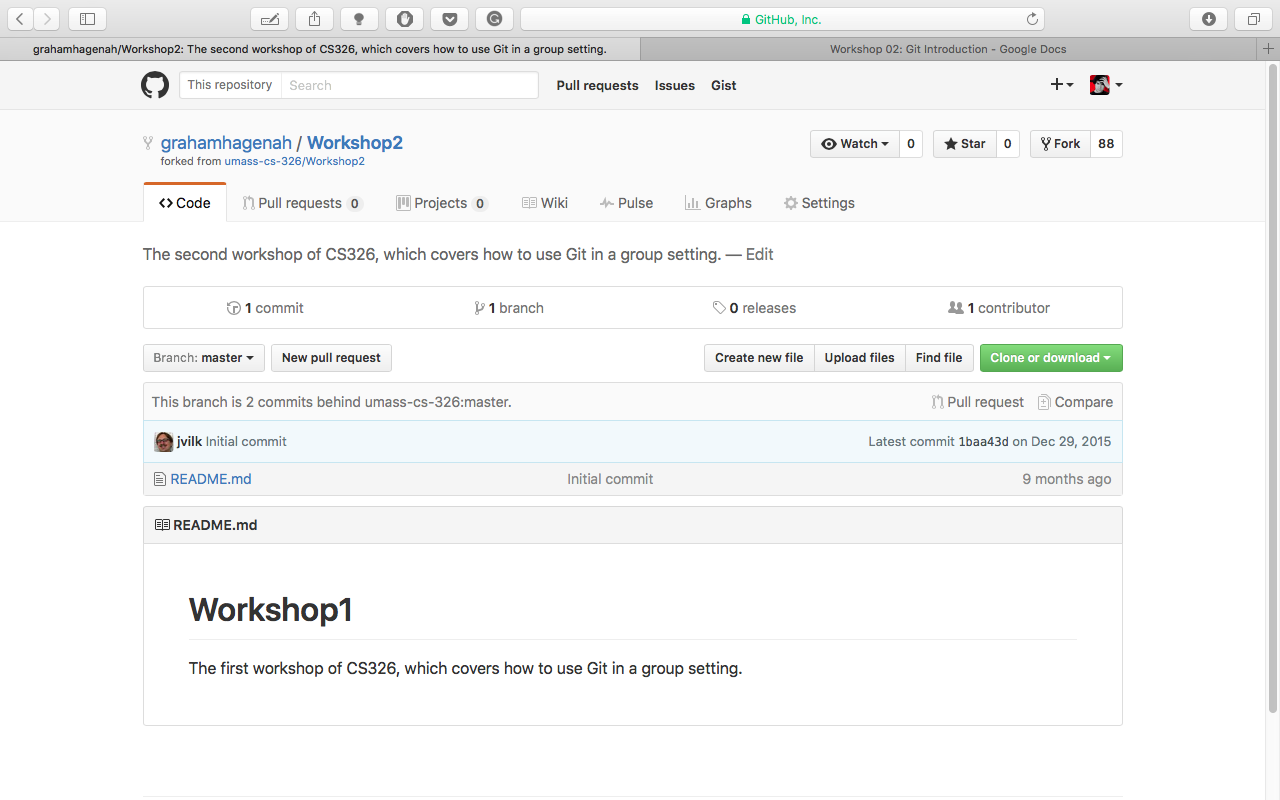 GitHub, Inc.
grahamhagenah/Workshop2: The second workshop of CS326, which covers how to use Git in a group setting.
Workshop 02: Git Introduction - Google Docs
This repository Search Pull requests Issues Gist
grahamhagenah / Workshop2 Watch 0 Star 0 Fork 88
forked from umass-cs-326/Workshop2
Code Pull requests 0 Projects 0 Wiki Pulse Graphs Settings
The second workshop of CS326, which covers how to use Git in a group setting. — Edit
1 commit 1 branch 0 releases 1 contributor
Branch: master New pull request Create new file Upload files Find file Clone or download
This branch is 2 commits behind umass-cs-326:master. Pull request Compare
jvilk Initial commit Latest commit 1baa43d on Dec 29, 2015
README.md Initial commit 9 months ago
README.md
Workshop1
The first workshop of CS326, which covers how to use Git in a group setting.